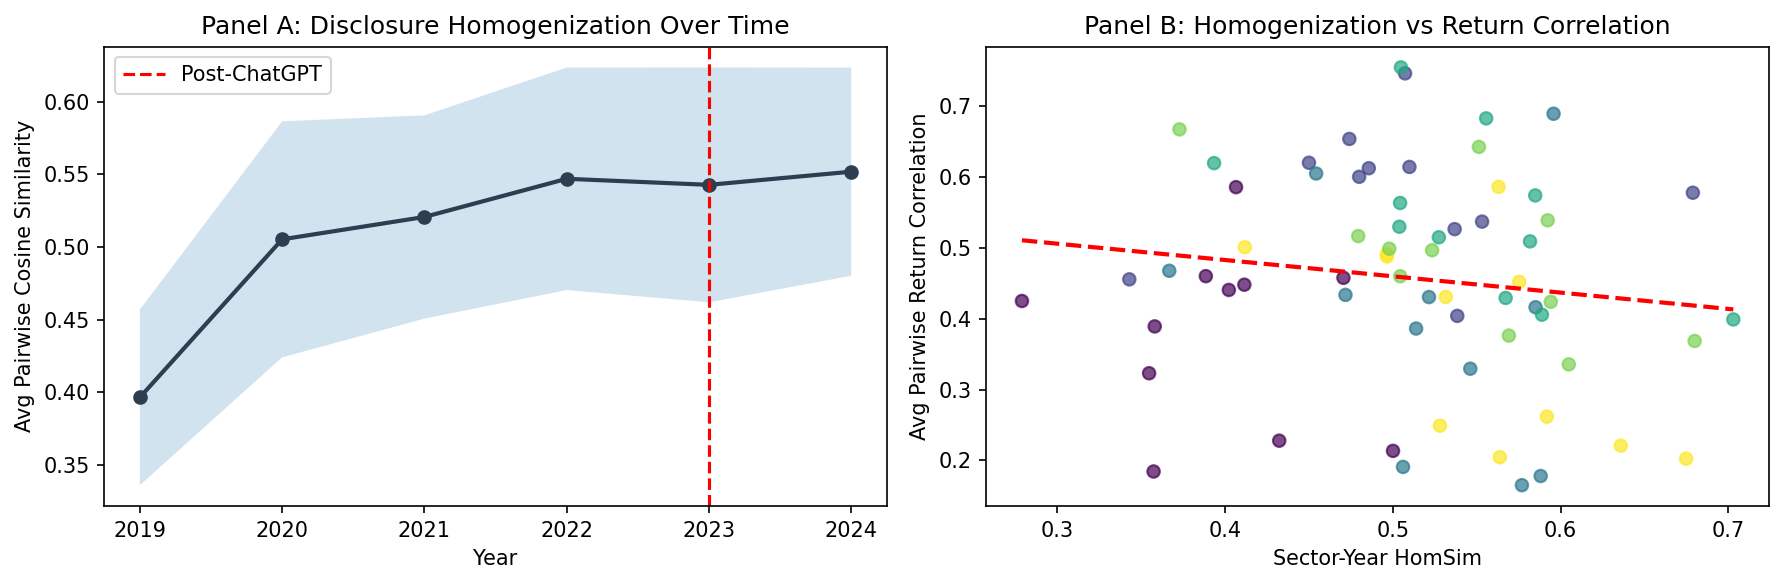 Panel A: Disclosure Homogenization Over Time
Post-ChatGPT
Avg Pairwise Cosine Similarity
0.60
0.55
0.50
0.45
0.40
0.35
2019 2020 2021 2022 2023 2024
Year
Panel B: Homogenization vs Return Correlation
Avg Pairwise Return Correlation
0.7
0.6
0.5
0.4
0.3
0.2
0.3 0.4 0.5 0.6 0.7
Sector-Year HomSim